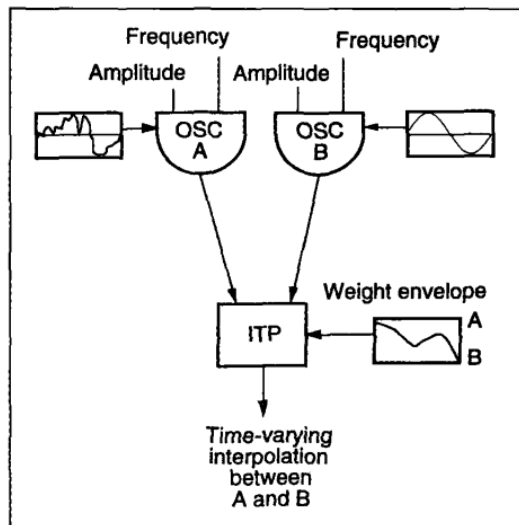 Frequency
Frequency
Amplitude
Amplitude
OSC
A
OSC
B
Weight envelope
A
ITP
B
Time-varying
interpolation
between
A and B